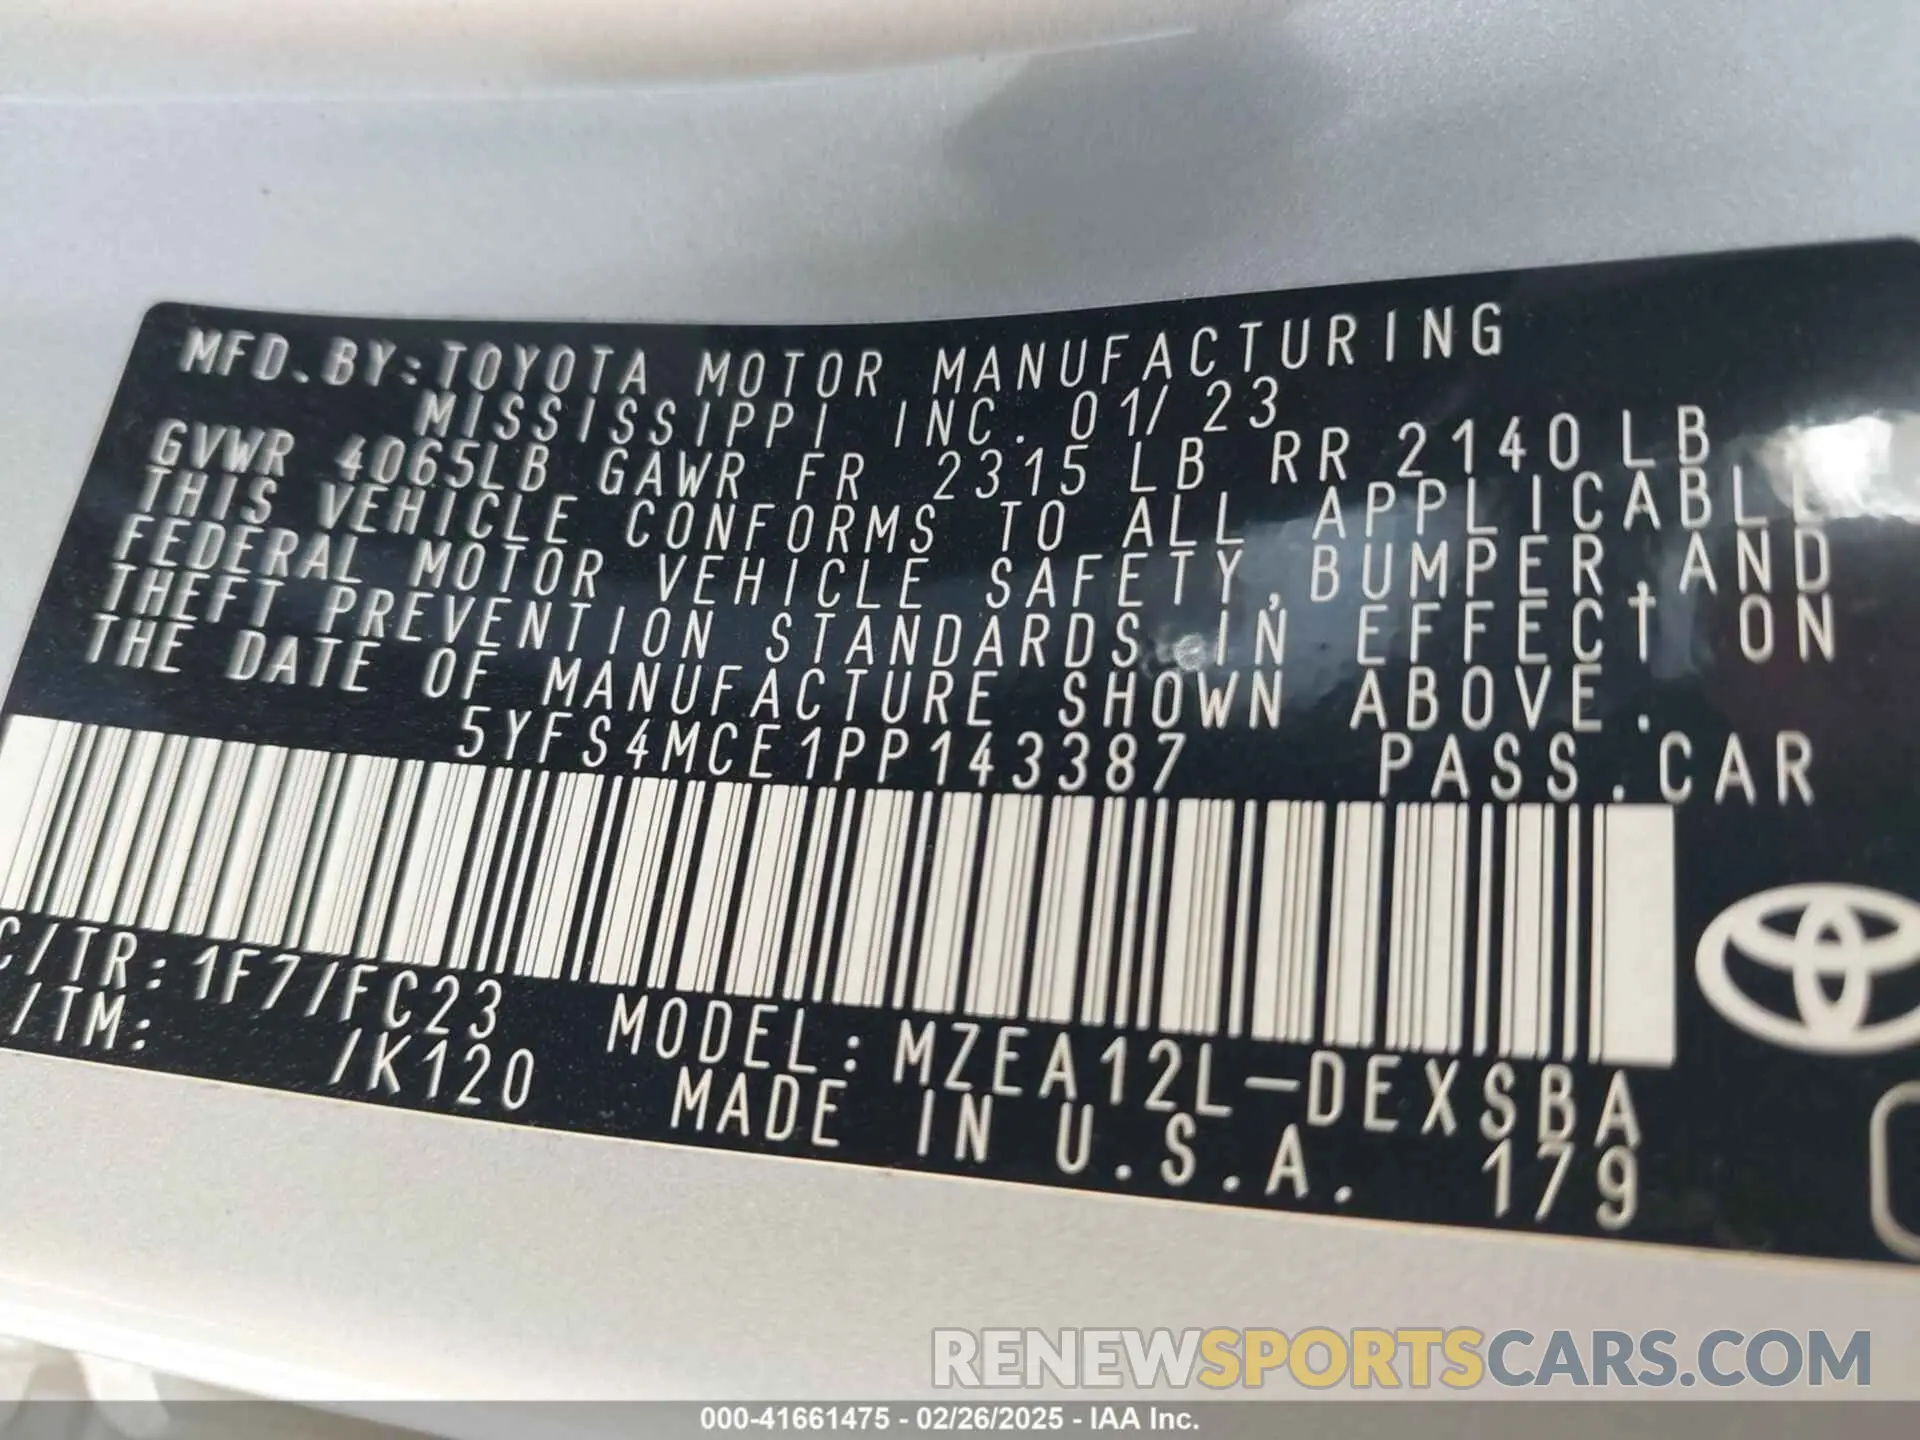 MFD.BY:TOYOTA MOTOR MANUFACTURING
MISSISSIPPI INC. 01/23
GVWR 4065LB GAWR FR 2315 LB RR 2140LB
THIS VEHICLE CONFORMS TO ALL APPLICABLE
FEDERAL MOTOR VEHICLE SAFETY,BUMPER,AND
THEFT PREVENTION STANDARDS IN EFFECT ON
THE DATE OF MANUFACTURE SHOWN ABOVE.
5YFS4MCE1PP143387 PASS.CAR
C/TR:1F7/FC23 MODEL:MZEA12L-DEXSBA
/TM: /K120 MADE IN U.S.A. 179
RENEWSPORTSCARS.COM
000-41661475 - 02/26/2025 - IAA Inc.